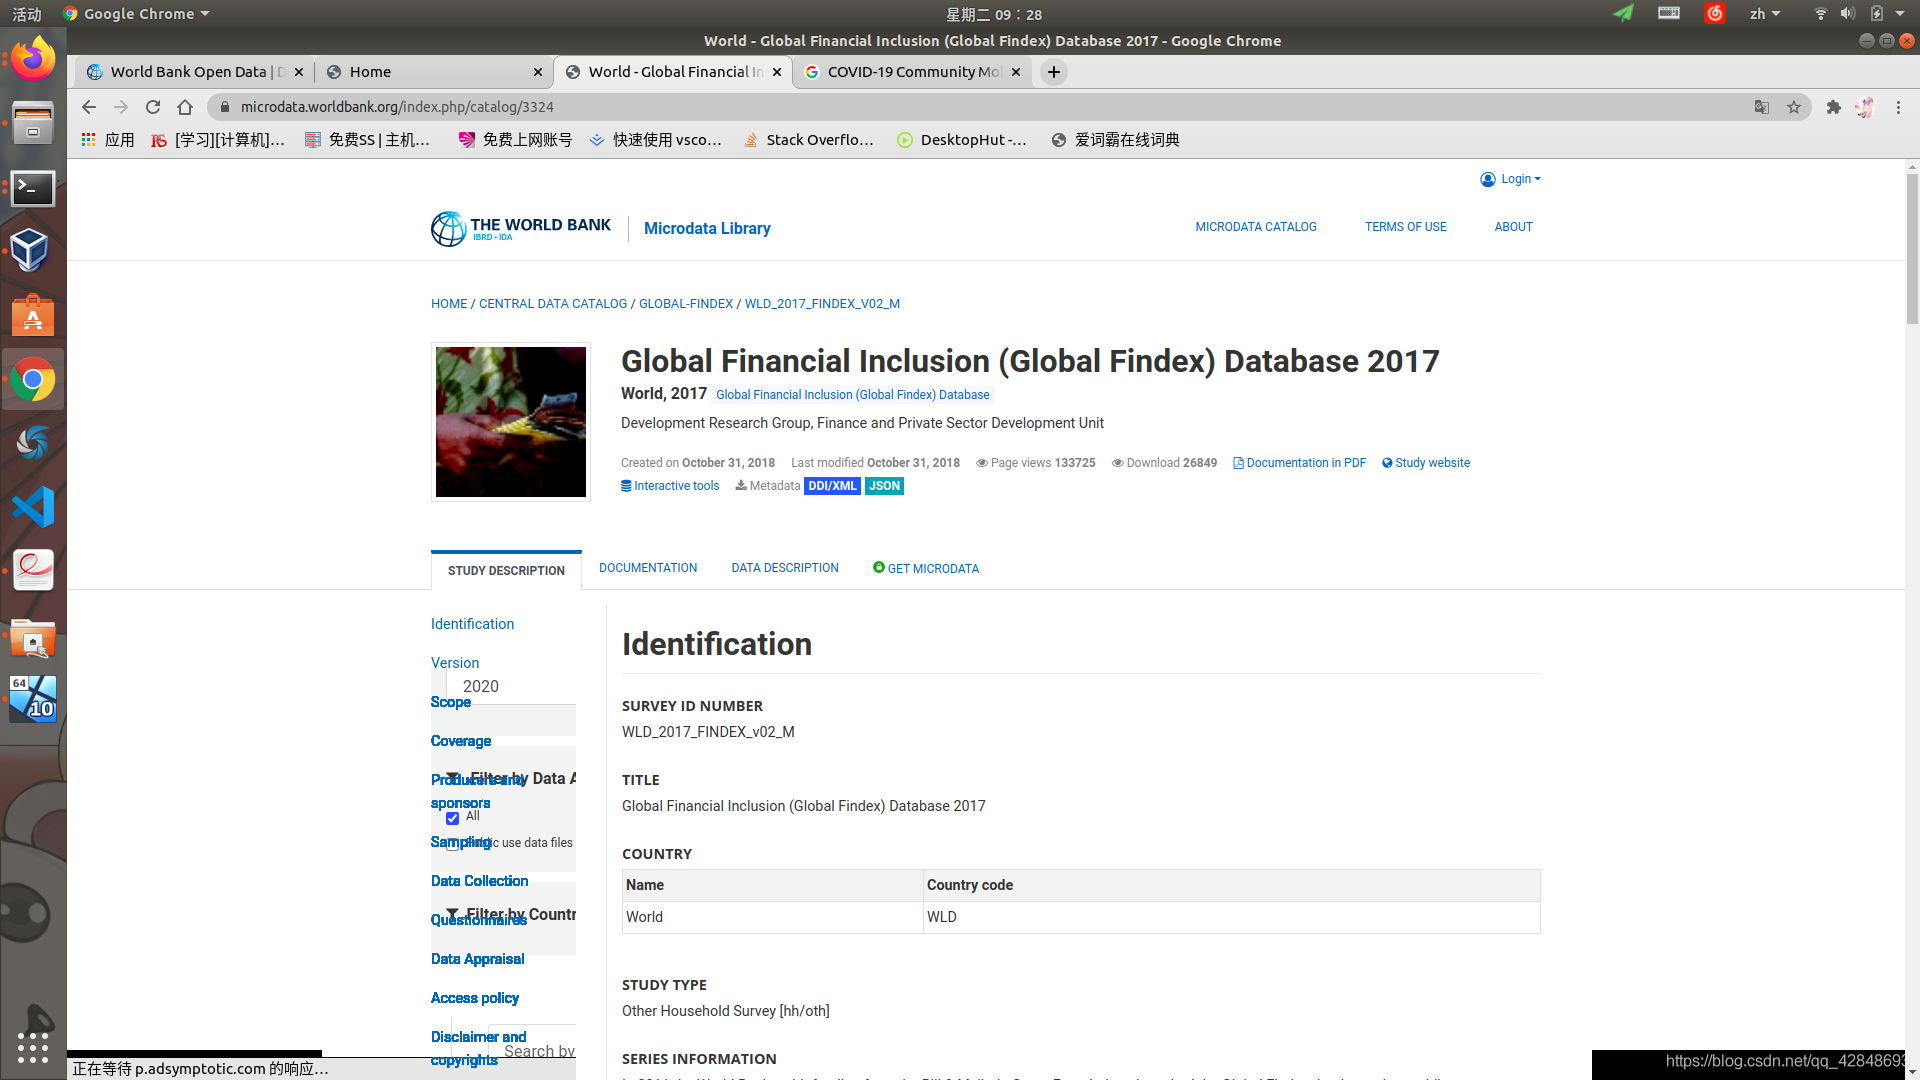 活动 Google Chrome 星期二 09：28 zh
World - Global Financial Inclusion (Global Findex) Database 2017 - Google Chrome
World Bank Open Data | Home World - Global Financial In COVID-19 Community Mo
microdata.worldbank.org/index.php/catalog/3324
应用 [学习][计算机]... 免费SS | 主机... 免费上网账号 快速使用 vsco... Stack Overflo... DesktopHut -... 爱词霸在线词典
Login
THE WORLD BANK
IBRD • IDA
Microdata Library MICRODATA CATALOG TERMS OF USE ABOUT
HOME / CENTRAL DATA CATALOG / GLOBAL-FINDEX / WLD_2017_FINDEX_V02_M
Global Financial Inclusion (Global Findex) Database 2017
World, 2017 Global Financial Inclusion (Global Findex) Database
Development Research Group, Finance and Private Sector Development Unit
Created on October 31, 2018 Last modified October 31, 2018 Page views 133725 Download 26849 Documentation in PDF Study website
Interactive tools Metadata DDI/XML JSON
STUDY DESCRIPTION DOCUMENTATION DATA DESCRIPTION GET MICRODATA
Identification
Version
2020
Scope
Coverage
Filter by Data A
Producers and
sponsors
All
Sampling
use data files
Data Collection
Filter by Countr
Questionnaires
Data Appraisal
Access policy
Disclaimer and
copyrights
Search by
Identification
SURVEY ID NUMBER
WLD_2017_FINDEX_v02_M
TITLE
Global Financial Inclusion (Global Findex) Database 2017
COUNTRY
Name Country code
World WLD
STUDY TYPE
Other Household Survey [hh/oth]
SERIES INFORMATION
正在等待 p.adsymptotic.com 的响应...
https://blog.csdn.net/qq_42848693
64
10